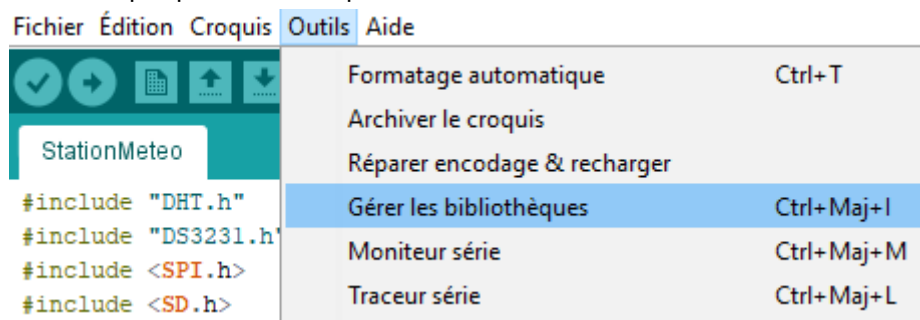 Fichier Édition Croquis Outils Aide
Formatage automatique Ctrl+T
Archiver le croquis
StationMeteo
Réparer encodage & recharger
#include "DHT.h"
Gérer les bibliothèques Ctrl+Maj+I
#include "DS3231.h"
Moniteur série Ctrl+Maj+M
#include <SPI.h>
Traceur série Ctrl+Maj+L
#include <SD.h>